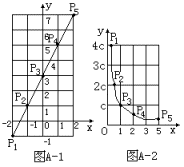 y
P₅
7
6
P₄
5
4
P₃
3
2
P₂
1
-2 -1 0 1 2 x
P₁
-1
图A-1
y
4c P₁
P₂
2c
P₃
c P₄
P₅
0 1 2 3 4 5 x
图A-2